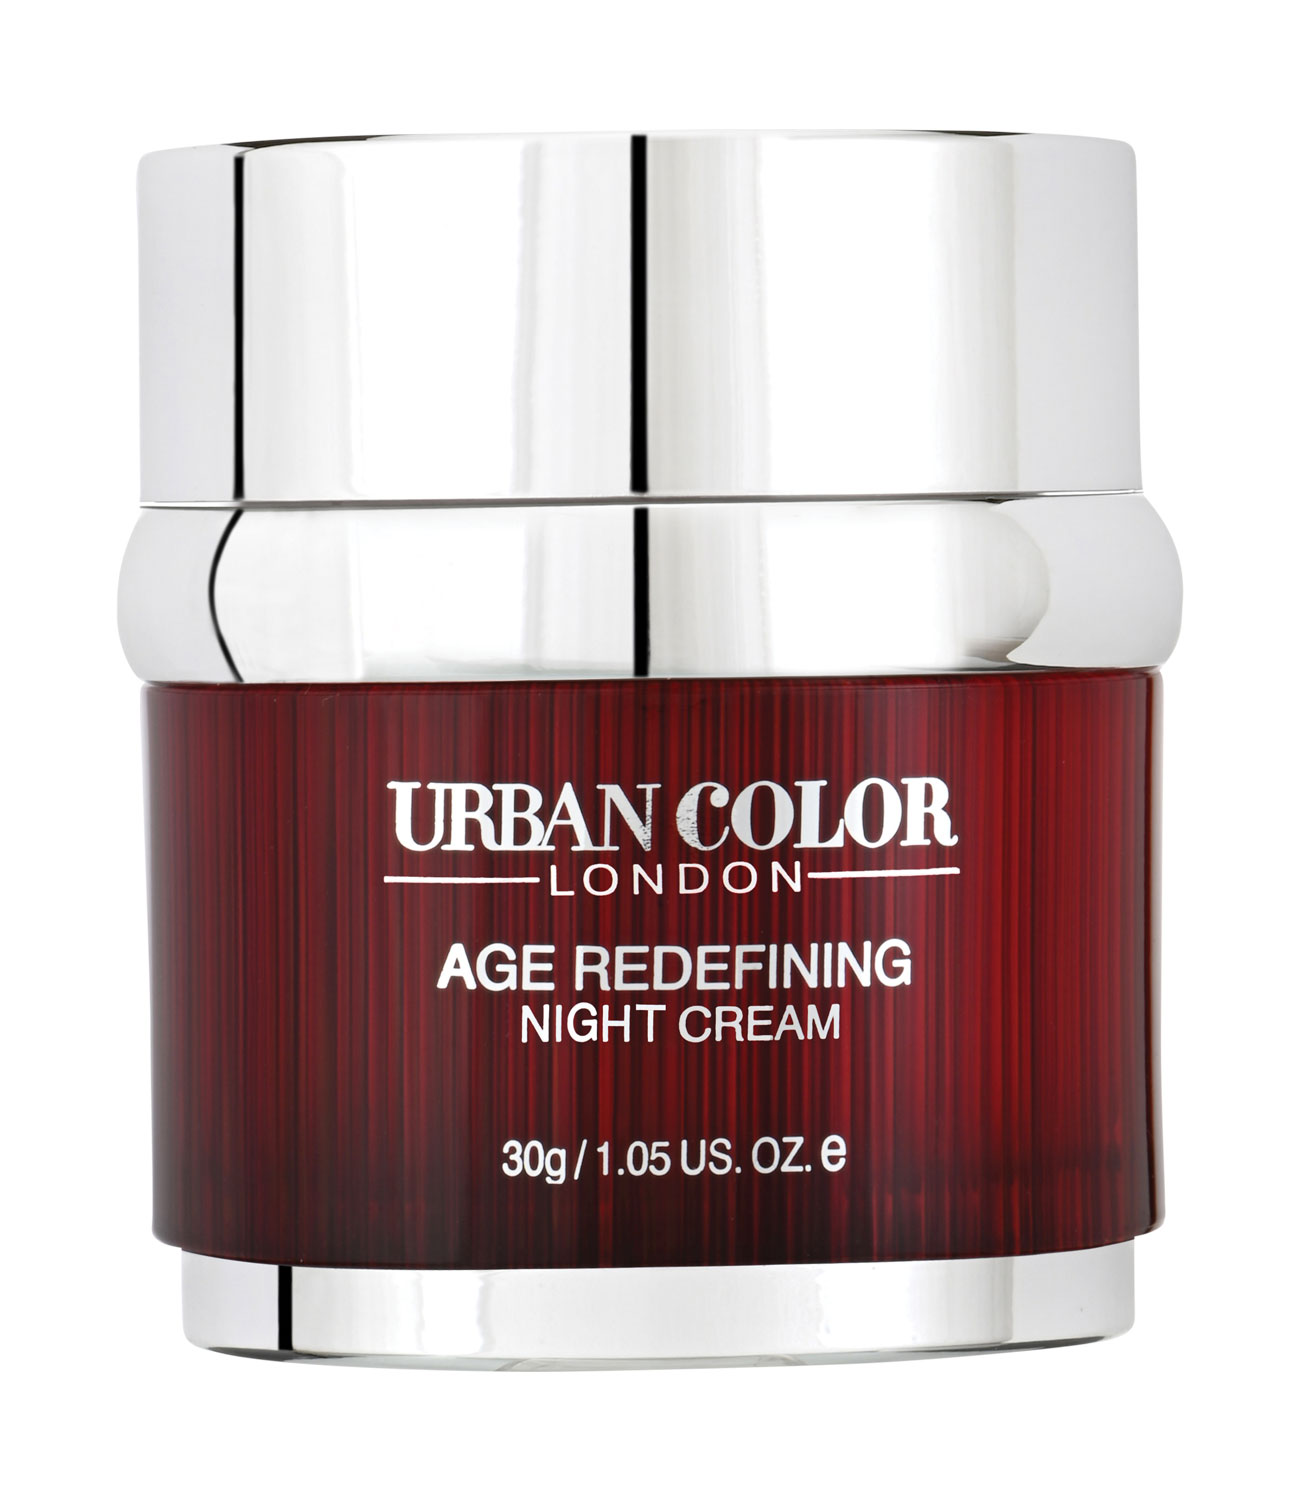 URBAN COLOR
LONDON
AGE REDEFINING
NIGHT CREAM
30g / 1.05 US. OZ. e